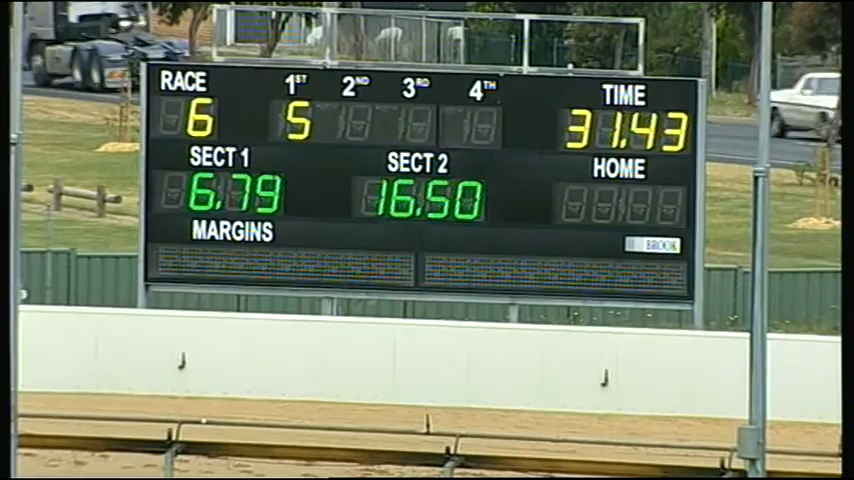 RACE 1ST 2ND 3RD 4TH TIME
6 5 31.43
SECT 1 SECT 2 HOME
6.79 16.50
MARGINS
BROOK